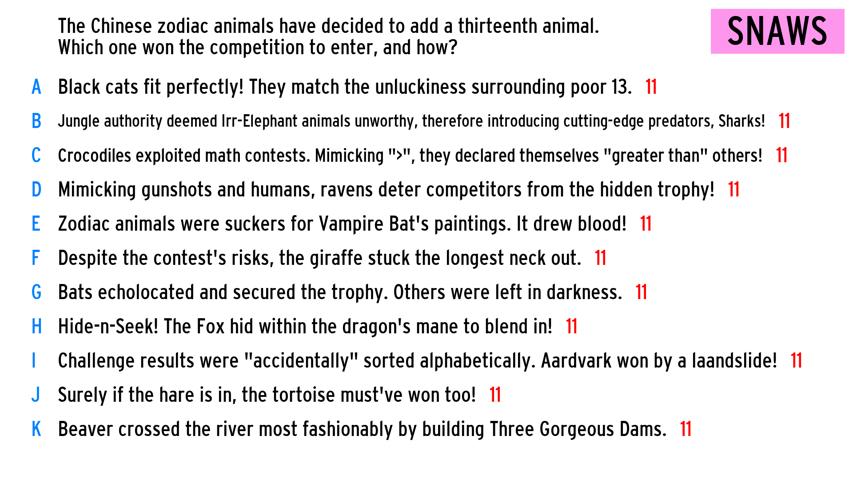 The Chinese zodiac animals have decided to add a thirteenth animal.
Which one won the competition to enter, and how?
SNAWS
A Black cats fit perfectly! They match the unluckiness surrounding poor 13. 11
B Jungle authority deemed Irr-Elephant animals unworthy, therefore introducing cutting-edge predators, Sharks! 11
C Crocodiles exploited math contests. Mimicking ">", they declared themselves "greater than" others! 11
D Mimicking gunshots and humans, ravens deter competitors from the hidden trophy! 11
E Zodiac animals were suckers for Vampire Bat's paintings. It drew blood! 11
F Despite the contest's risks, the giraffe stuck the longest neck out. 11
G Bats echolocated and secured the trophy. Others were left in darkness. 11
H Hide-n-Seek! The Fox hid within the dragon's mane to blend in! 11
I Challenge results were "accidentally" sorted alphabetically. Aardvark won by a laandslide! 11
J Surely if the hare is in, the tortoise must've won too! 11
K Beaver crossed the river most fashionably by building Three Gorgeous Dams. 11